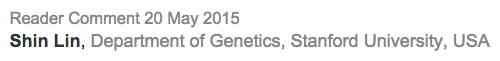 Reader Comment 20 May 2015
Shin Lin, Department of Genetics, Stanford University, USA